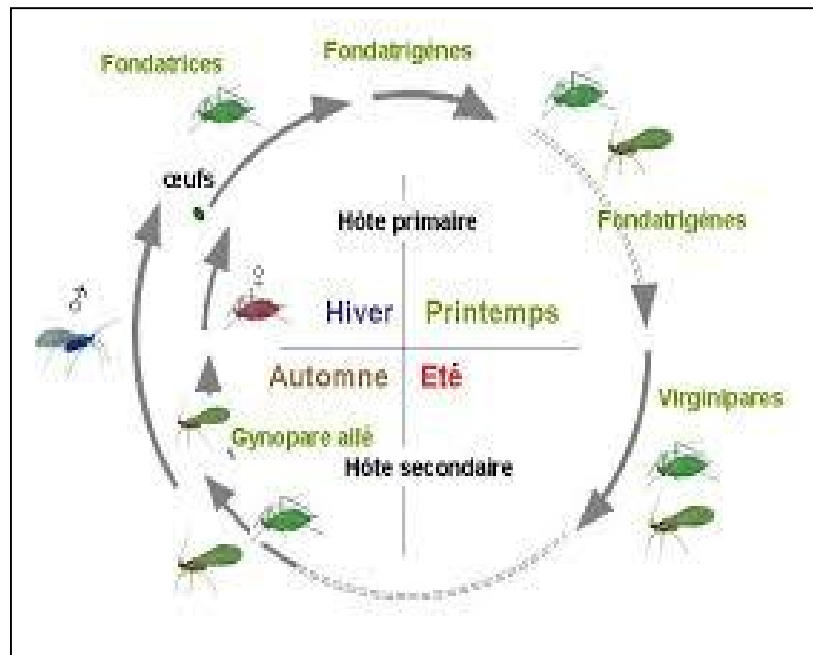 Fondatrigènes
Fondatrices
œufs
Hôte primaire
Fondatrigènes
♂
♀
Hiver
Printemps
Automne
Eté
Virginipares
Gynopare ailé
Hôte secondaire